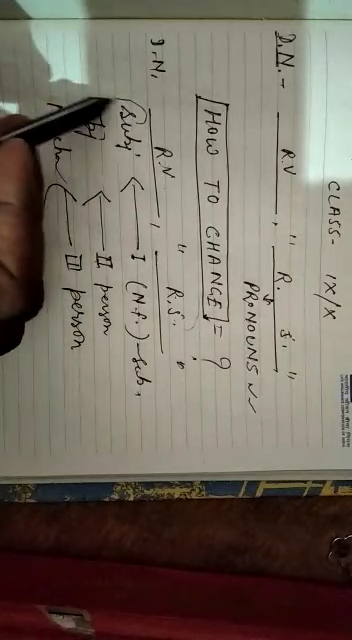 CLASS- IX/X
D.N.- R.V , " R. S. "
PRONOUNS
HOW TO CHANGE = ?
D.N. R.V , " R.S. "
Subj ← I (N.f.) - sub.
← II person
← III person